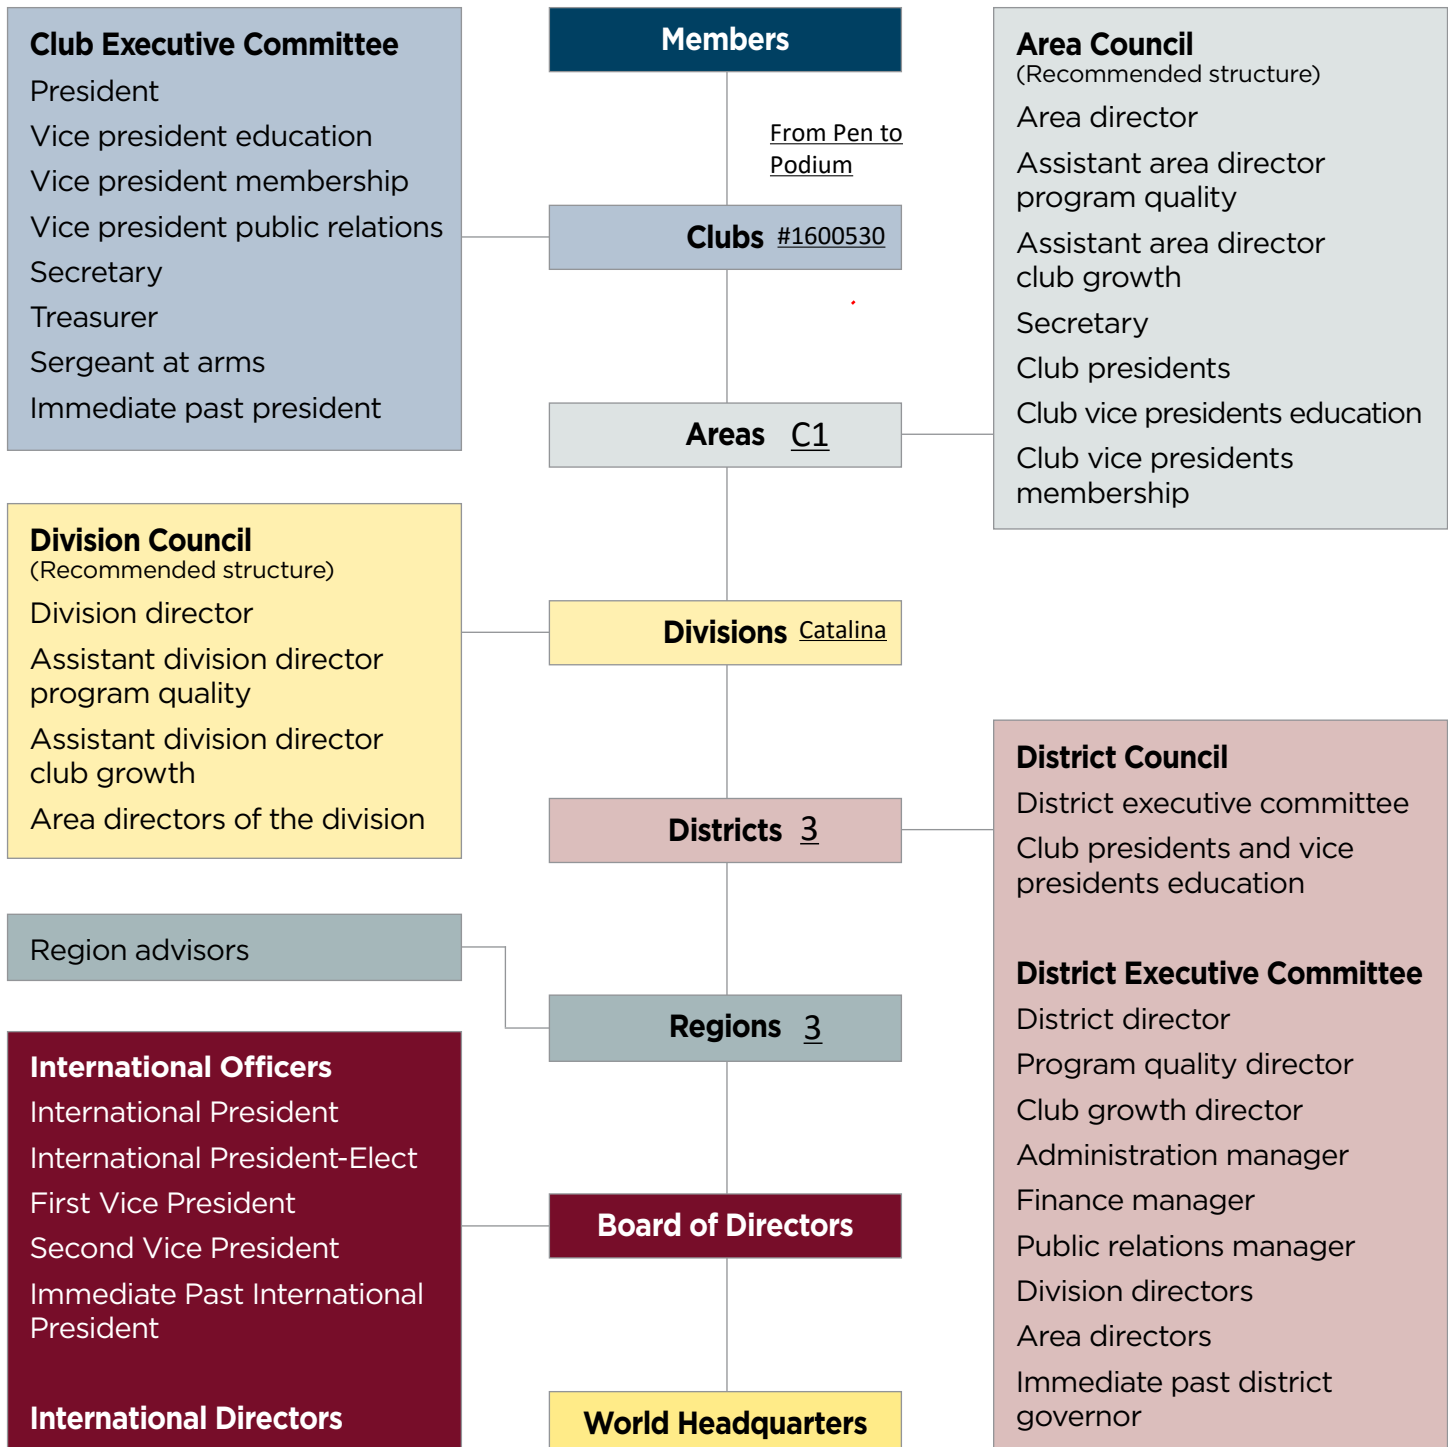 Club Executive Committee
President
Vice president education
Vice president membership
Vice president public relations
Secretary
Treasurer
Sergeant at arms
Immediate past president
Members
From Pen to
Podium
Clubs #1600530
Areas C1
Area Council
(Recommended structure)
Area director
Assistant area director
program quality
Assistant area director
club growth
Secretary
Club presidents
Club vice presidents education
Club vice presidents
membership
Division Council
(Recommended structure)
Division director
Assistant division director
program quality
Assistant division director
club growth
Area directors of the division
Divisions Catalina
Districts 3
District Council
District executive committee
Club presidents and vice
presidents education
District Executive Committee
District director
Program quality director
Club growth director
Administration manager
Finance manager
Public relations manager
Division directors
Area directors
Immediate past district
governor
Region advisors
Regions 3
International Officers
International President
International President-Elect
First Vice President
Second Vice President
Immediate Past International
President
International Directors
Board of Directors
World Headquarters